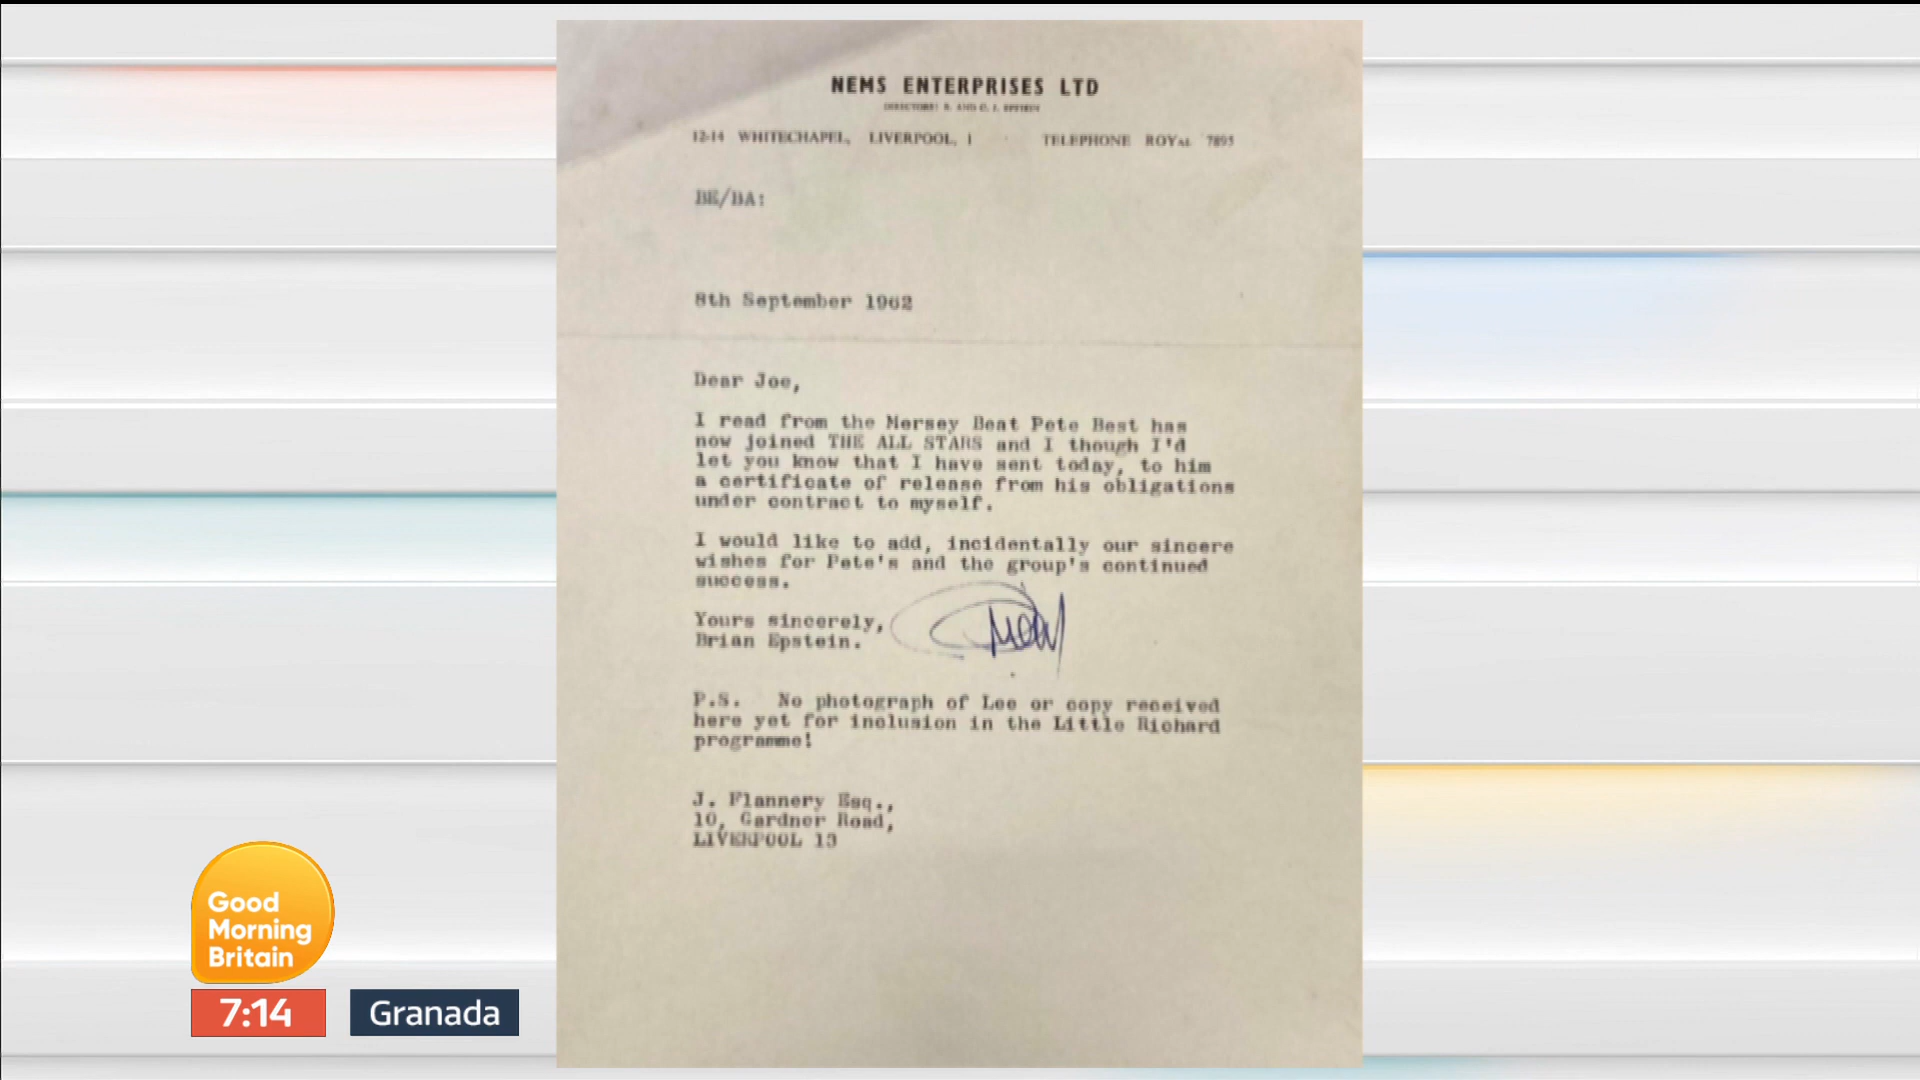 NEMS ENTERPRISES LTD
DIRECTORS: B. AND C. J. EPSTEIN
12-14 WHITECHAPEL, LIVERPOOL, 1 TELEPHONE ROYAL 7895
BE/BA:
8th September 1962
Dear Joe,
I read from the Mersey Beat Pete Best has
now joined THE ALL STARS and I though I'd
let you know that I have sent today, to him
a certificate of release from his obligations
under contract to myself.
I would like to add, incidentally our sincere
wishes for Pete's and the group's continued
success.
Yours sincerely,
Brian Epstein.
P.S. No photograph of Lee or copy received
here yet for inclusion in the Little Richard
programme!
J. Flannery Esq.,
10, Gardner Road,
LIVERPOOL 13
Good
Morning
Britain
7:14 Granada